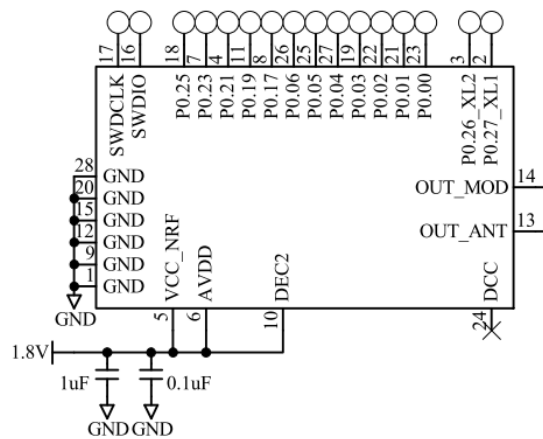 17 16 18 7 4 11 8 26 25 27 19 22 21 23 3 2
SWDCLK SWDIO P0.25 P0.23 P0.21 P0.19 P0.17 P0.06 P0.05 P0.04 P0.03 P0.02 P0.01 P0.00 P0.26_XL2 P0.27_XL1
28 GND
20 GND
OUT_MOD 14
15 GND
12 GND
OUT_ANT 13
9 GND
1 GND
VCC_NRF AVDD DEC2 DCC
GND
5 6 10 24
1.8V
1uF 0.1uF
GND GND